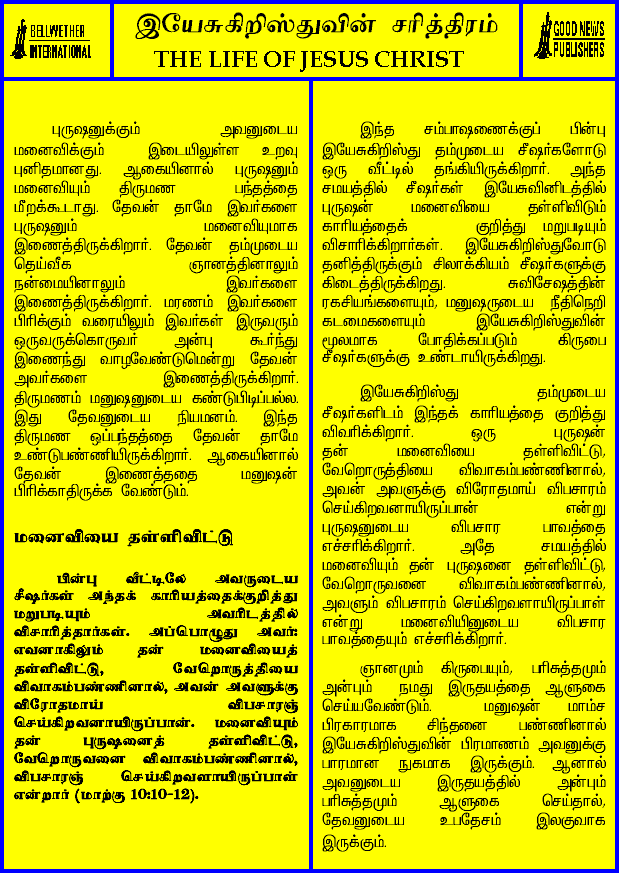 BELLWETHER
INTERNATIONAL
இயேசுகிறிஸ்துவின் சரித்திரம்
THE LIFE OF JESUS CHRIST
GOOD NEWS
PUBLISHERS
புருஷனுக்கும் அவனுடைய
மனைவிக்கும் இடையிலுள்ள உறவு
புனிதமானது. ஆகையினால் புருஷனும்
மனைவியும் திருமண பந்தத்தை
மீறக்கூடாது. தேவன் தாமே இவர்களை
புருஷனும் மனைவியுமாக
இணைத்திருக்கிறார். தேவன் தம்முடைய
தெய்வீக ஞானத்தினாலும்
நன்மையினாலும் இவர்களை
இணைத்திருக்கிறார். மரணம் இவர்களை
பிரிக்கும் வரையிலும் இவர்கள் இருவரும்
ஒருவருக்கொருவர் அன்பு கூர்ந்து
இணைந்து வாழவேண்டுமென்று தேவன்
அவர்களை இணைத்திருக்கிறார்.
திருமணம் மனுஷனுடைய கண்டுபிடிப்பல்ல.
இது தேவனுடைய நியமனம். இந்த
திருமண ஒப்பந்தத்தை தேவன் தாமே
உண்டுபண்ணியிருக்கிறார். ஆகையினால்
தேவன் இணைத்ததை மனுஷன்
பிரிக்காதிருக்க வேண்டும்.
மனைவியை தள்ளிவிட்டு
பின்பு வீட்டிலே அவருடைய
சீஷர்கள் அந்தக் காரியத்தைக்குறித்து
மறுபடியும் அவரிடத்தில்
விசாரித்தார்கள். அப்பொழுது அவர்:
எவனாகிலும் தன் மனைவியைத்
தள்ளிவிட்டு, வேறொருத்தியை
விவாகம்பண்ணினால், அவன் அவளுக்கு
விரோதமாய் விபசாரஞ்
செய்கிறவனாயிருப்பான். மனைவியும்
தன் புருஷனைத் தள்ளிவிட்டு,
வேறொருவனை விவாகம்பண்ணினால்,
விபசாரஞ் செய்கிறவளாயிருப்பாள்
என்றார் (மாற்கு 10:10-12).
இந்த சம்பாஷணைக்குப் பின்பு
இயேசுகிறிஸ்து தம்முடைய சீஷர்களோடு
ஒரு வீட்டில் தங்கியிருக்கிறார். அந்த
சமயத்தில் சீஷர்கள் இயேசுவினிடத்தில்
புருஷன் மனைவியை தள்ளிவிடும்
காரியத்தைக் குறித்து மறுபடியும்
விசாரிக்கிறார்கள். இயேசுகிறிஸ்துவோடு
தனித்திருக்கும் சிலாக்கியம் சீஷர்களுக்கு
கிடைத்திருக்கிறது. சுவிசேஷத்தின்
ரகசியங்களையும், மனுஷருடைய நீதிநெறி
கடமைகளையும் இயேசுகிறிஸ்துவின்
மூலமாக போதிக்கப்படும் கிருபை
சீஷர்களுக்கு உண்டாயிருக்கிறது.
இயேசுகிறிஸ்து தம்முடைய
சீஷர்களிடம் இந்தக் காரியத்தை குறித்து
விவரிக்கிறார். ஒரு புருஷன்
தன் மனைவியை தள்ளிவிட்டு,
வேறொருத்தியை விவாகம்பண்ணினால்,
அவன் அவளுக்கு விரோதமாய் விபசாரம்
செய்கிறவனாயிருப்பான் என்று
புருஷனுடைய விபசார பாவத்தை
எச்சரிக்கிறார். அதே சமயத்தில்
மனைவியும் தன் புருஷனை தள்ளிவிட்டு,
வேறொருவனை விவாகம்பண்ணினால்,
அவளும் விபசாரம் செய்கிறவளாயிருப்பாள்
என்று மனைவியினுடைய விபசார
பாவத்தையும் எச்சரிக்கிறார்.
ஞானமும் கிருபையும், பரிசுத்தமும்
அன்பும் நமது இருதயத்தை ஆளுகை
செய்யவேண்டும். மனுஷன் மாம்ச
பிரகாரமாக சிந்தனை பண்ணினால்
இயேசுகிறிஸ்துவின் பிரமாணம் அவனுக்கு
பாரமான நுகமாக இருக்கும். ஆனால்
அவனுடைய இருதயத்தில் அன்பும்
பரிசுத்தமும் ஆளுகை செய்தால்,
தேவனுடைய உபதேசம் இலகுவாக
இருக்கும்.